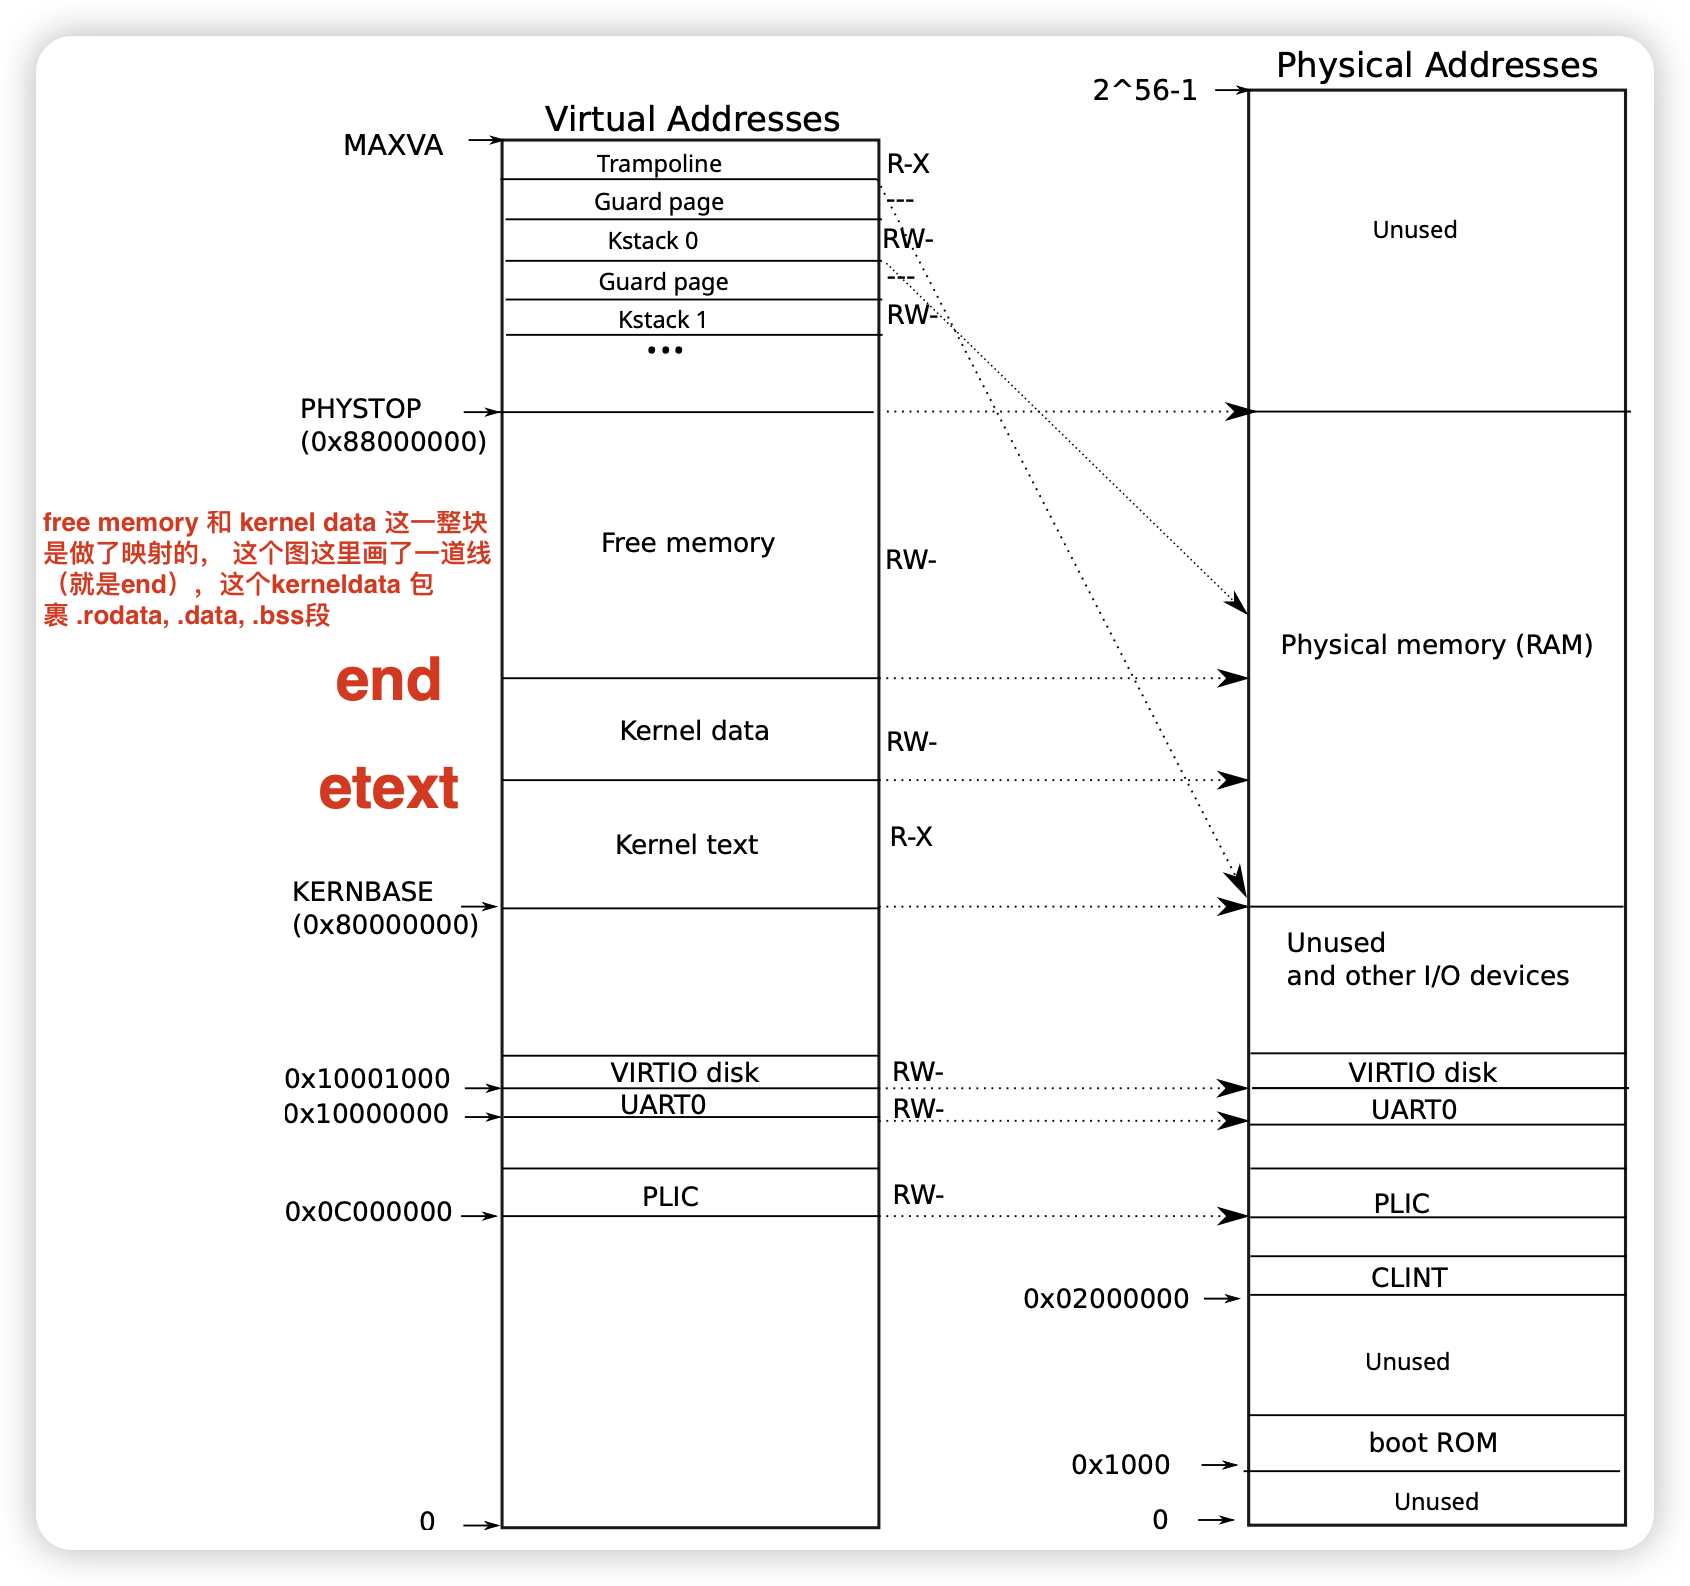 Physical Addresses
2^56-1
Virtual Addresses
MAXVA
Trampoline
R-X
Guard page
---
Unused
Kstack 0
RW-
Guard page
---
Kstack 1
RW-
...
PHYSTOP
(0x88000000)
free memory 和 kernel data 这一整块
是做了映射的， 这个图这里画了一道线
（就是end），这个kerneldata 包
裹 .rodata, .data, .bss段
Free memory
RW-
Physical memory (RAM)
end
Kernel data
RW-
etext
Kernel text
R-X
KERNBASE
(0x80000000)
Unused
and other I/O devices
VIRTIO disk
RW-
VIRTIO disk
0x10001000
UART0
RW-
UART0
0x10000000
PLIC
RW-
PLIC
0x0C000000
CLINT
0x02000000
Unused
boot ROM
0x1000
Unused
0
0